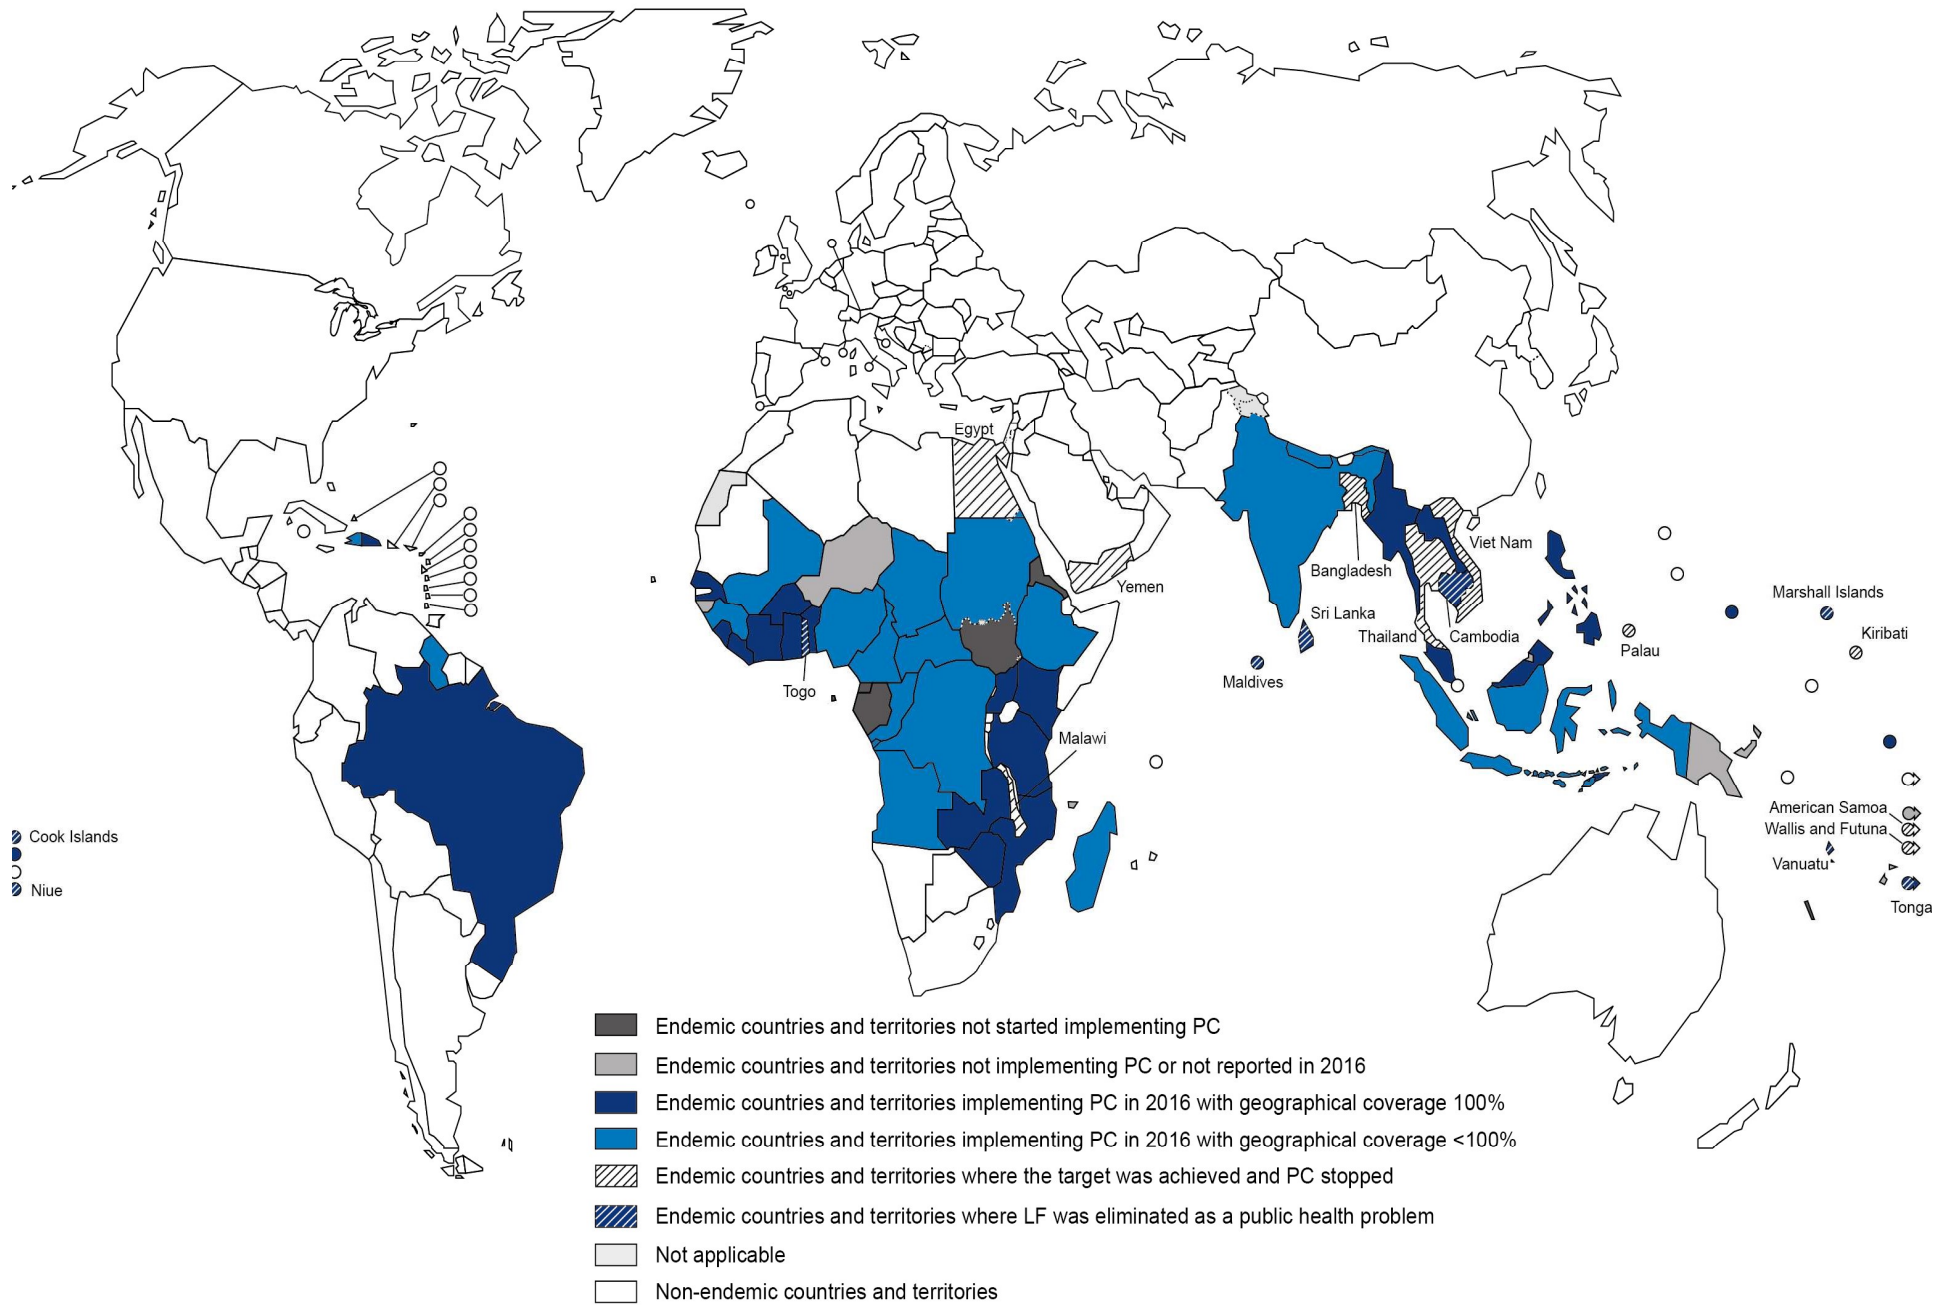 Egypt
Yemen
Bangladesh
Viet Nam
Sri Lanka
Thailand
Cambodia
Maldives
Togo
Malawi
Palau
Marshall Islands
Kiribati
American Samoa
Wallis and Futuna
Vanuatu
Tonga
Cook Islands
Niue
Endemic countries and territories not started implementing PC
Endemic countries and territories not implementing PC or not reported in 2016
Endemic countries and territories implementing PC in 2016 with geographical coverage 100%
Endemic countries and territories implementing PC in 2016 with geographical coverage <100%
Endemic countries and territories where the target was achieved and PC stopped
Endemic countries and territories where LF was eliminated as a public health problem
Not applicable
Non-endemic countries and territories